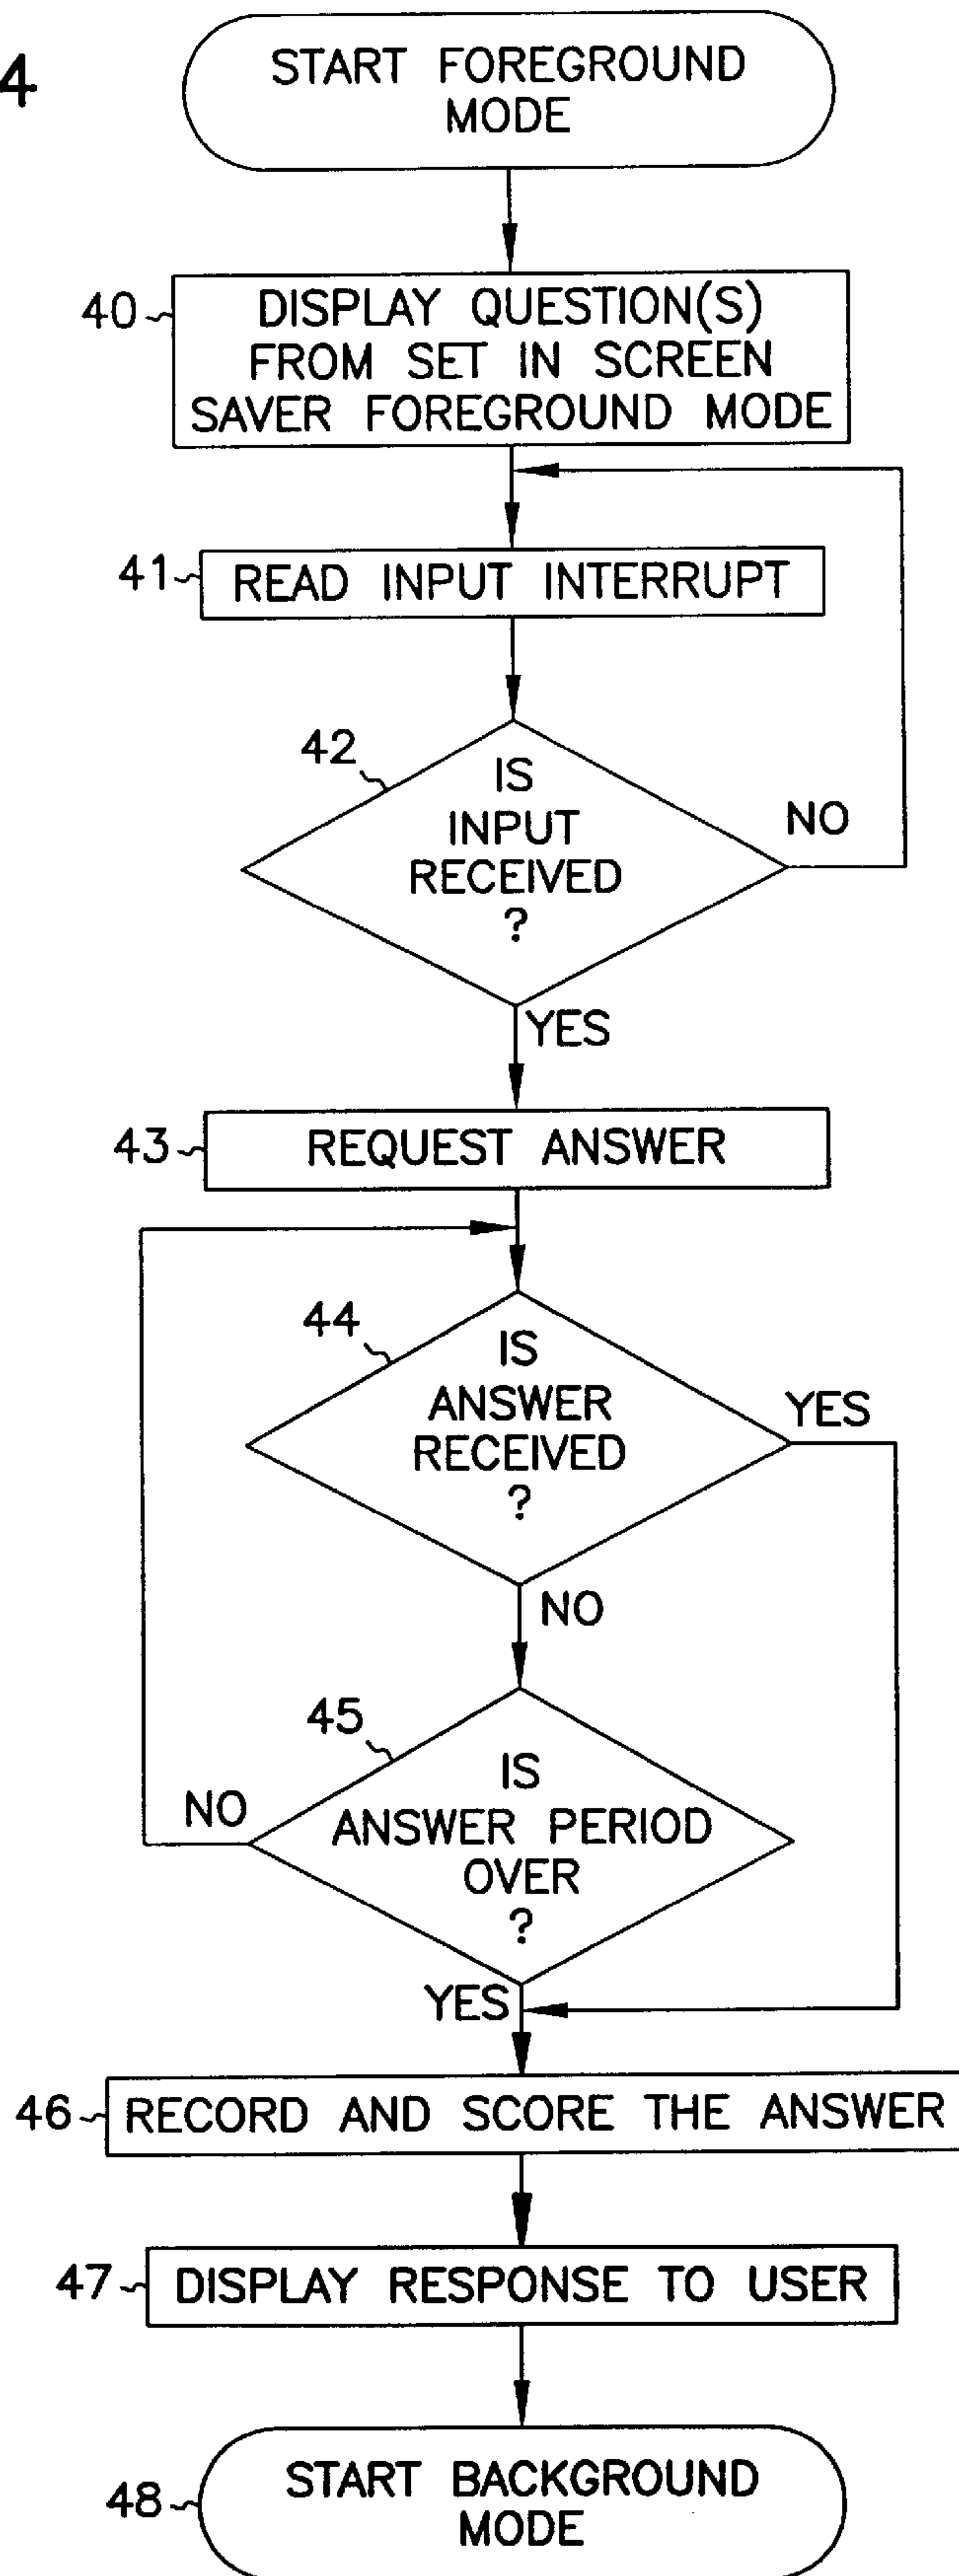 4
START FOREGROUND
MODE
40
DISPLAY QUESTION(S)
FROM SET IN SCREEN
SAVER FOREGROUND MODE
41
READ INPUT INTERRUPT
42
IS
INPUT
RECEIVED
?
NO
YES
43
REQUEST ANSWER
44
IS
ANSWER
RECEIVED
?
YES
NO
45
IS
ANSWER PERIOD
OVER
?
NO
YES
46
RECORD AND SCORE THE ANSWER
47
DISPLAY RESPONSE TO USER
48
START BACKGROUND
MODE